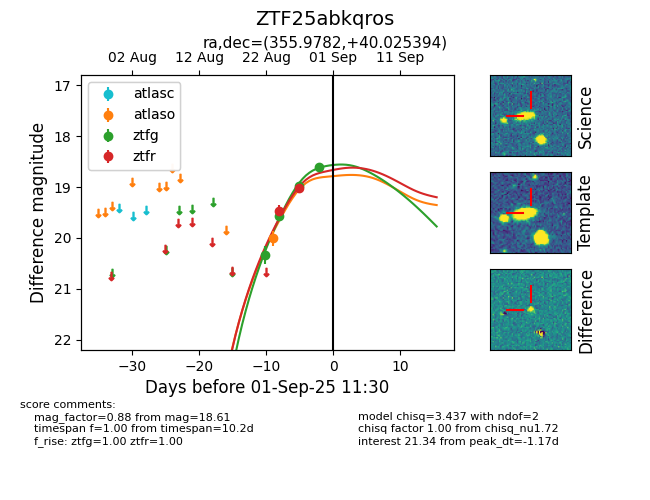 ZTF25abkqros
ra,dec=(355.9782,+40.025394)
02 Aug 12 Aug 22 Aug 01 Sep 11 Sep
17
18
19
20
21
22
Difference magnitude
atlasc
atlaso
ztfg
ztfr
−30 −20 −10 0 10
Days before 01-Sep-25 11:30
Science
Template
Difference
score comments:
mag_factor=0.88 from mag=18.61
timespan f=1.00 from timespan=10.2d
f_rise: ztfg=1.00 ztfr=1.00
model chisq=3.437 with ndof=2
chisq factor 1.00 from chisq_nu1.72
interest 21.34 from peak_dt=-1.17d